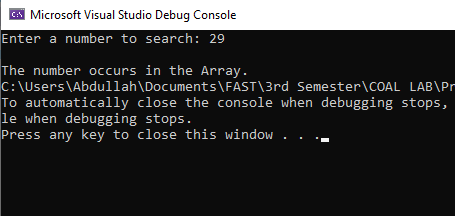 Microsoft Visual Studio Debug Console
Enter a number to search: 29
The number occurs in the Array.
C:\Users\Abdullah\Documents\FAST\3rd Semester\COAL LAB\Pr
To automatically close the console when debugging stops,
le when debugging stops.
Press any key to close this window . . .